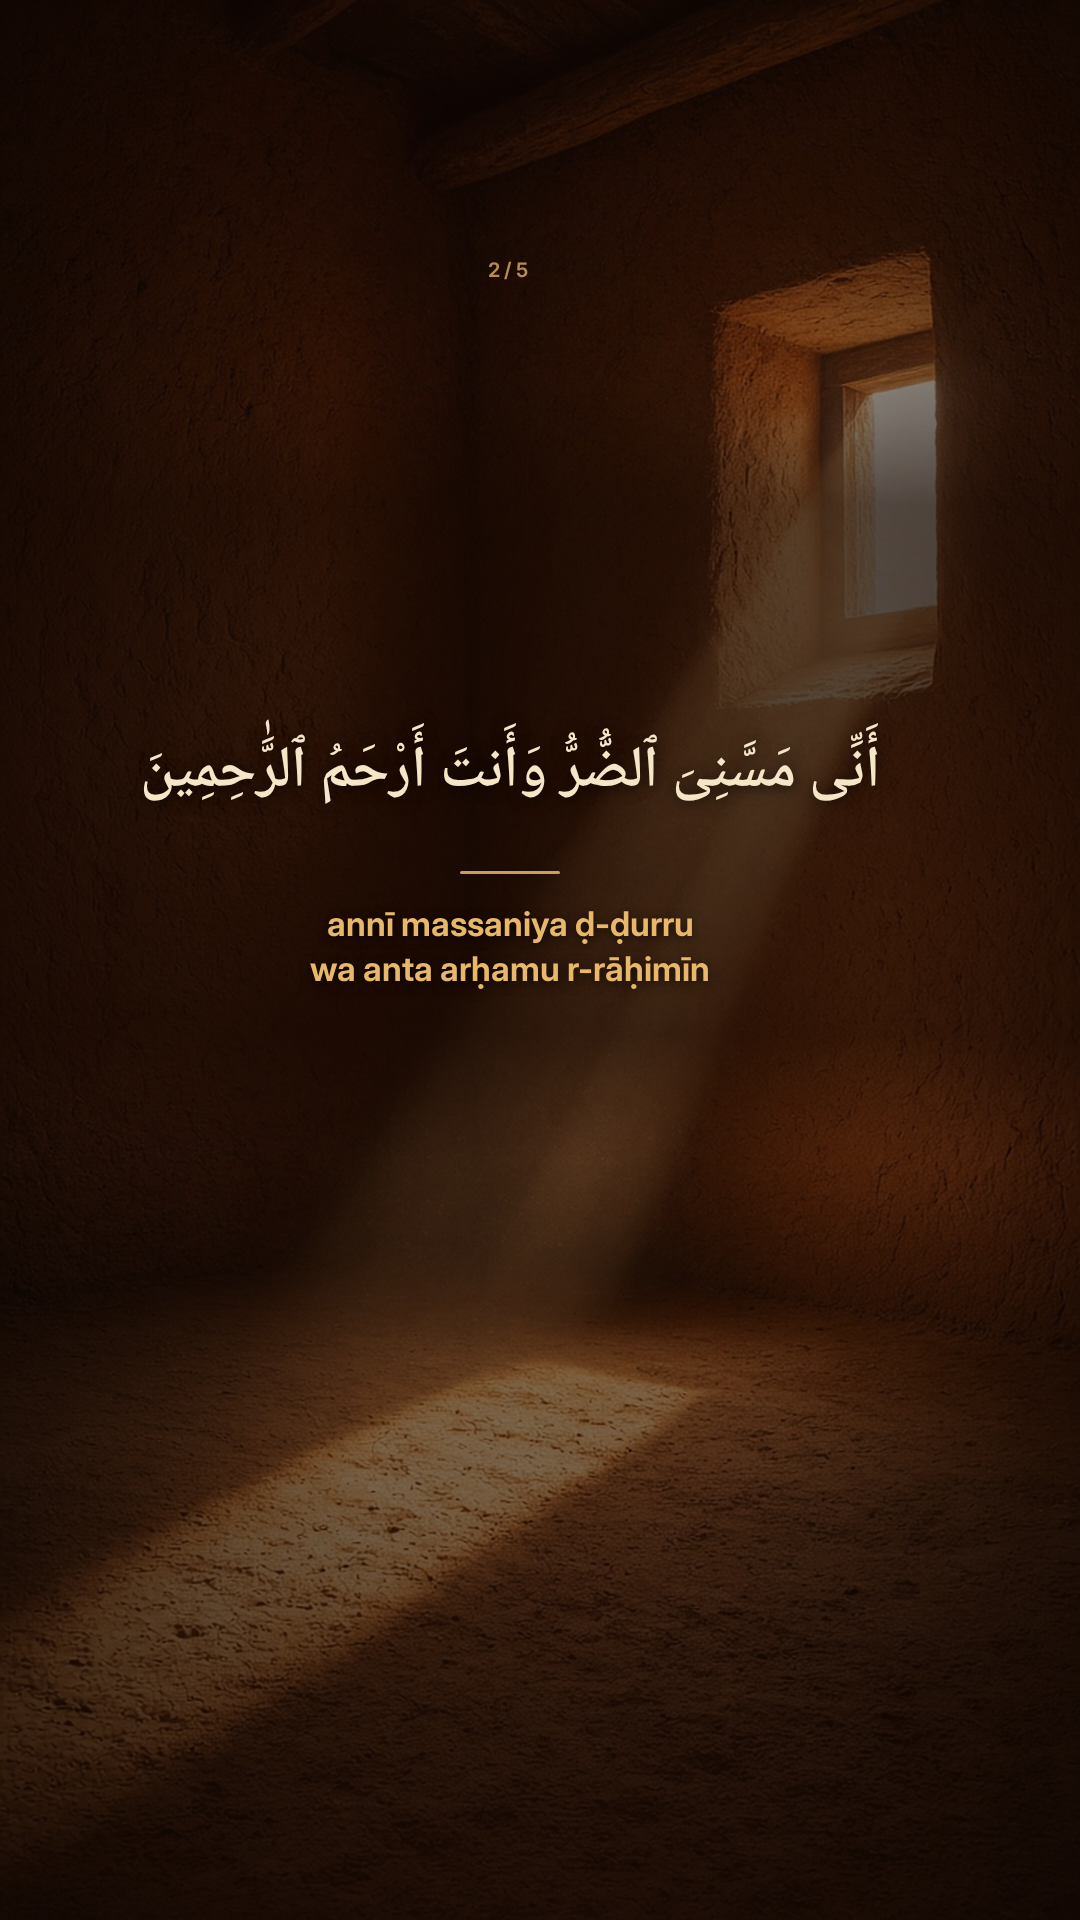 2/5
أَنِّى مَسَّنِىَ ٱلضُّرُّ وَأَنتَ أَرْحَمُ ٱلرَّٰحِمِينَ
annī massaniya ḍ-ḍurru
wa anta arḥamu r-rāḥimīn